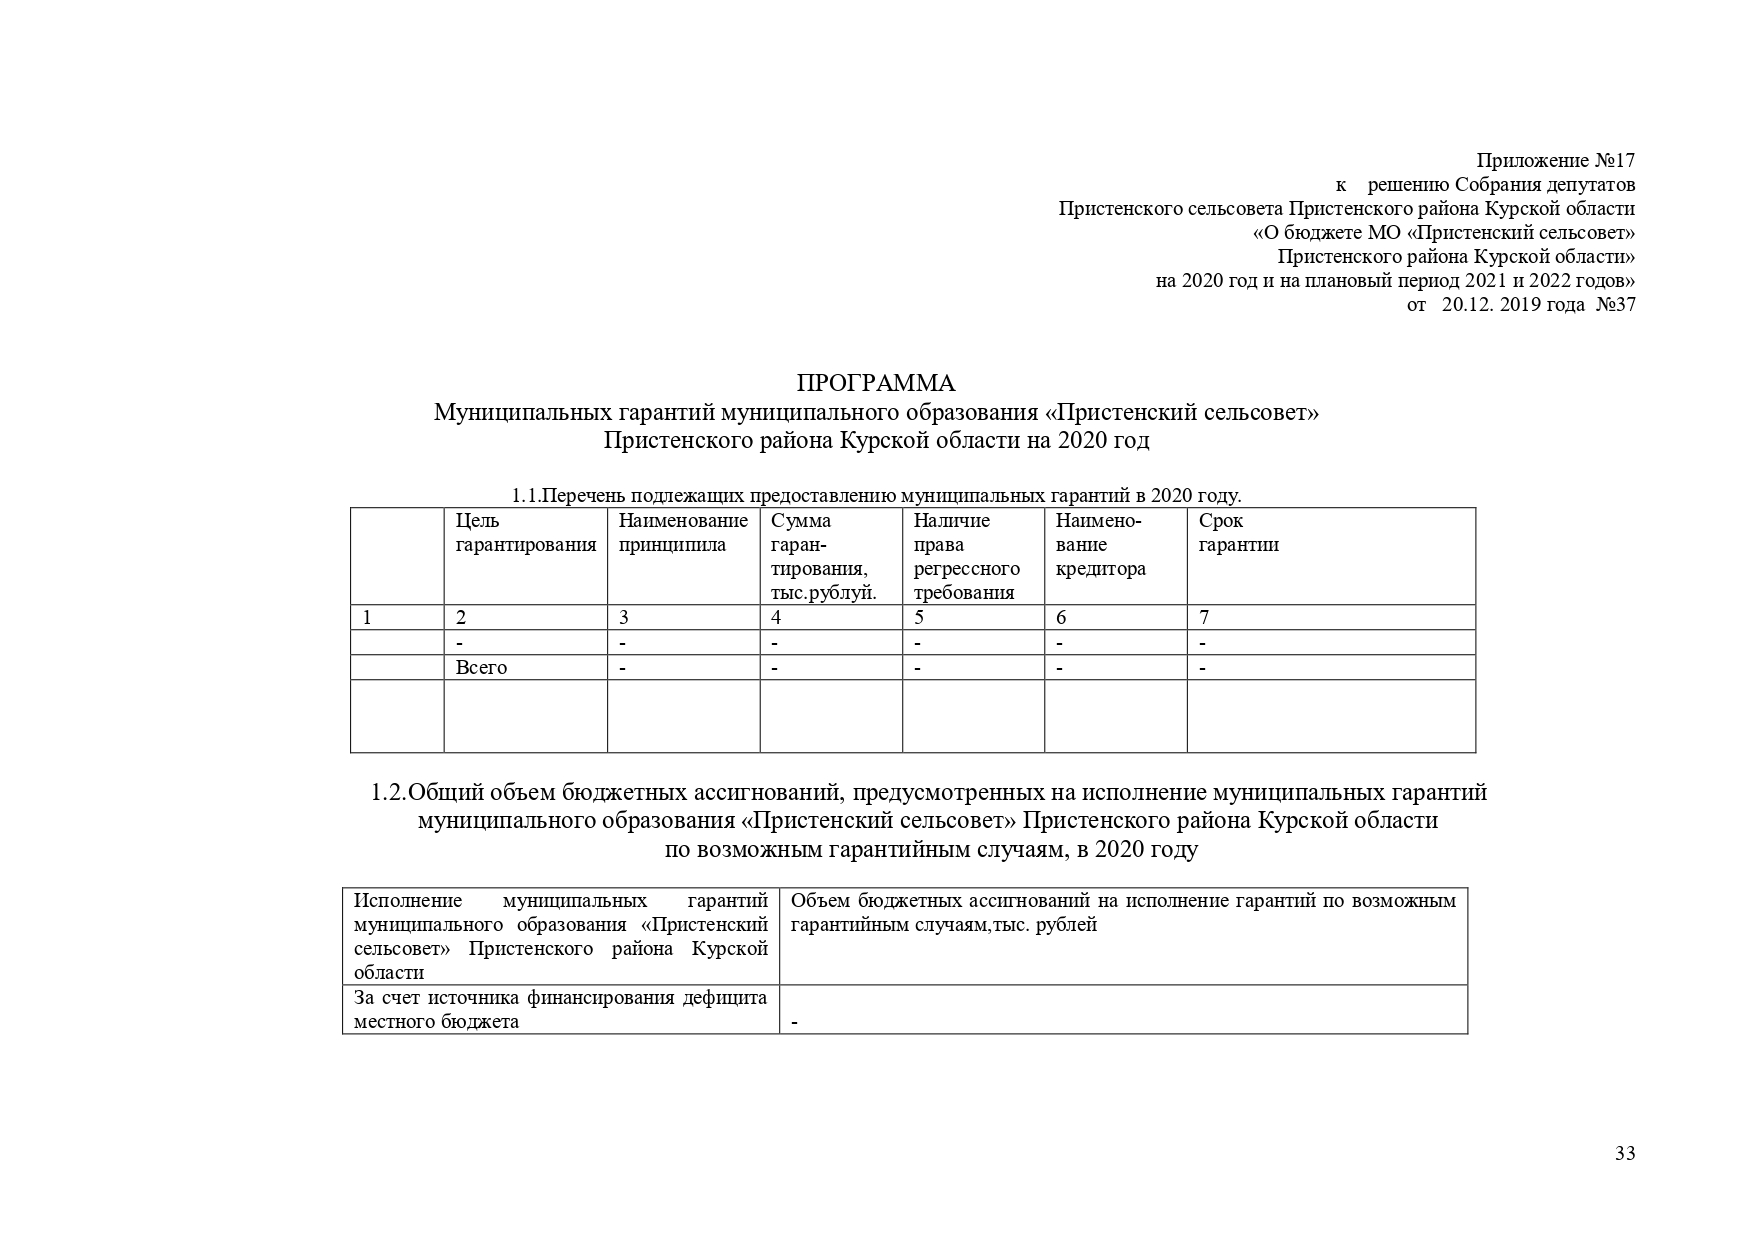 Приложение №17
к решению Собрания депутатов
Пристенского сельсовета Пристенского района Курской области
«О бюджете МО «Пристенский сельсовет»
Пристенского района Курской области»
на 2020 год и на плановый период 2021 и 2022 годов»
от 20.12. 2019 года №37
ПРОГРАММА
Муниципальных гарантий муниципального образования «Пристенский сельсовет»
Пристенского района Курской области на 2020 год
1.1.Перечень подлежащих предоставлению муниципальных гарантий в 2020 году.
Цель Наименование Сумма Наличие Наимено- Срок
гарантирования принципила гаран- права вание гарантии
тирования, регрессного кредитора
тыс.рублуй. требования
1 2 3 4 5 6 7
- - - - - -
Всего - - - - -
1.2.Общий объем бюджетных ассигнований, предусмотренных на исполнение муниципальных гарантий
муниципального образования «Пристенский сельсовет» Пристенского района Курской области
по возможным гарантийным случаям, в 2020 году
Исполнение муниципальных гарантий Объем бюджетных ассигнований на исполнение гарантий по возможным
муниципального образования «Пристенский гарантийным случаям,тыс. рублей
сельсовет» Пристенского района Курской
области
За счет источника финансирования дефицита
местного бюджета -
33